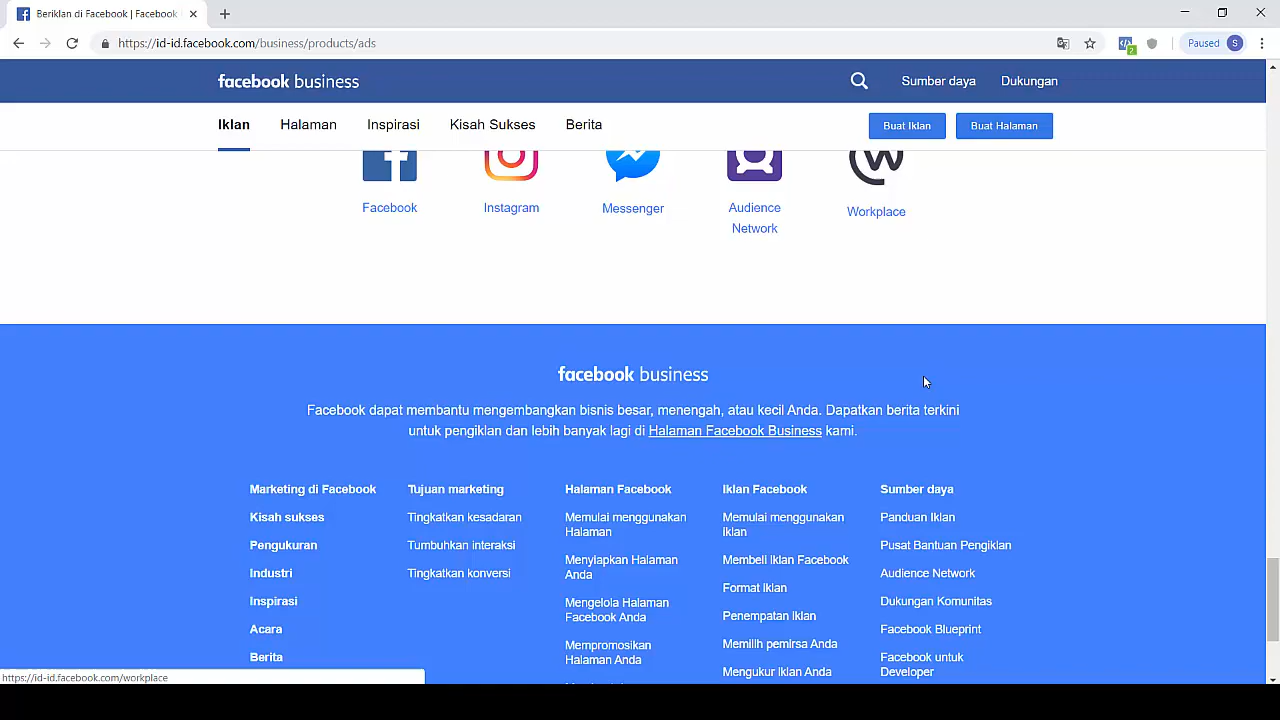 Beriklan di Facebook | Facebook
https://id-id.facebook.com/business/products/ads
2
Paused S
facebook business
Sumber daya
Dukungan
Iklan
Halaman
Inspirasi
Kisah Sukses
Berita
Buat Iklan
Buat Halaman
Facebook
Instagram
Messenger
Audience
Network
Workplace
facebook business
Facebook dapat membantu mengembangkan bisnis besar, menengah, atau kecil Anda. Dapatkan berita terkini
untuk pengiklan dan lebih banyak lagi di Halaman Facebook Business kami.
Marketing di Facebook
Kisah sukses
Pengukuran
Industri
Inspirasi
Acara
Berita
Tujuan marketing
Tingkatkan kesadaran
Tumbuhkan interaksi
Tingkatkan konversi
Halaman Facebook
Memulai menggunakan
Halaman
Menyiapkan Halaman
Anda
Mengelola Halaman
Facebook Anda
Mempromosikan
Halaman Anda
Iklan Facebook
Memulai menggunakan
iklan
Membeli Iklan Facebook
Format iklan
Penempatan iklan
Memilih pemirsa Anda
Mengukur Iklan Anda
Sumber daya
Panduan Iklan
Pusat Bantuan Pengiklan
Audience Network
Dukungan Komunitas
Facebook Blueprint
Facebook untuk
Developer
https://id-id.facebook.com/workplace